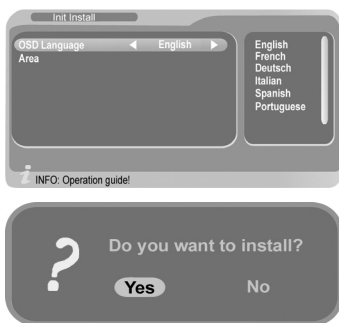 Init Install
OSD Language English
Area
English
French
Deutsch
Italian
Spanish
Portuguese
INFO: Operation guide!
Do you want to install?
Yes No